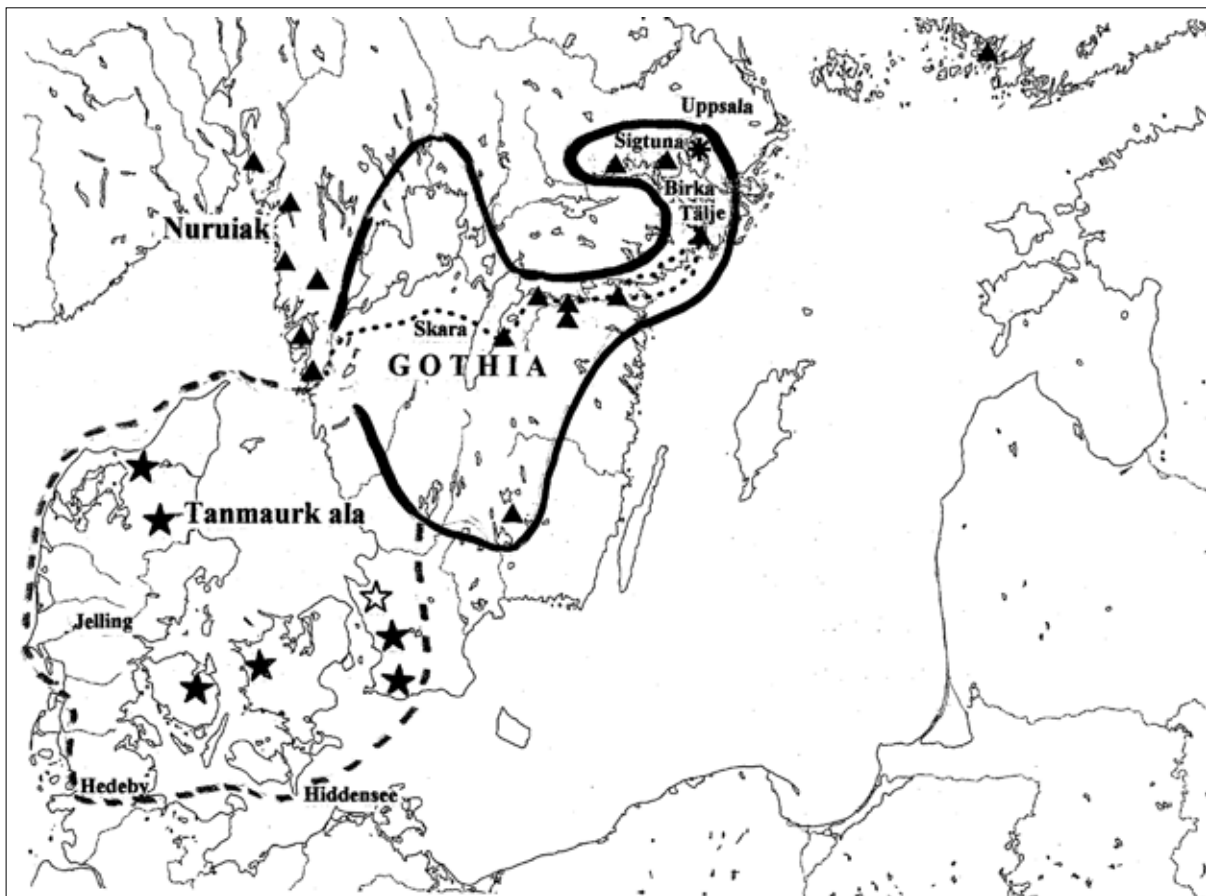 Uppsala
Sigtuna
Birka
Tälje
Nuruiak
Skara
GOTHIA
Tanmaurk ala
Jelling
Hedeby
Hiddensee